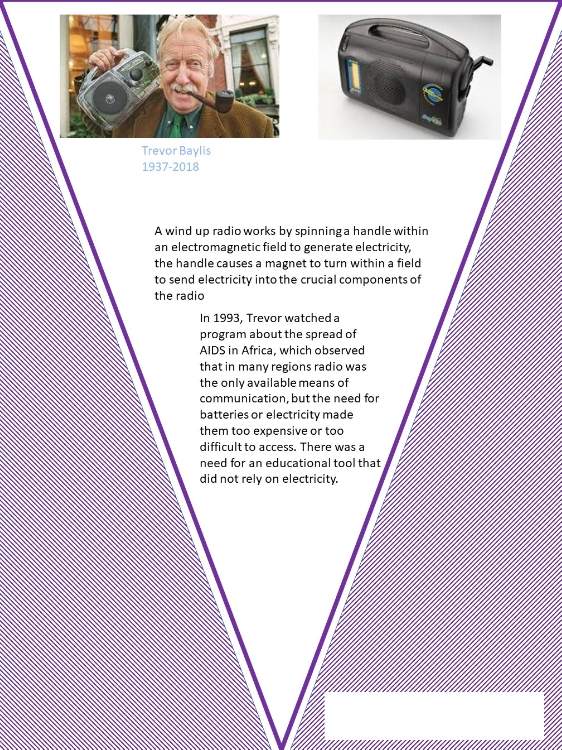 Trevor Baylis
1937-2018
A wind up radio works by spinning a handle within
an electromagnetic field to generate electricity,
the handle causes a magnet to turn within a field
to send electricity into the crucial components of
the radio
In 1993, Trevor watched a
program about the spread of
AIDS in Africa, which observed
that in many regions radio was
the only available means of
communication, but the need for
batteries or electricity made
them too expensive or too
difficult to access. There was a
need for an educational tool that
did not rely on electricity.